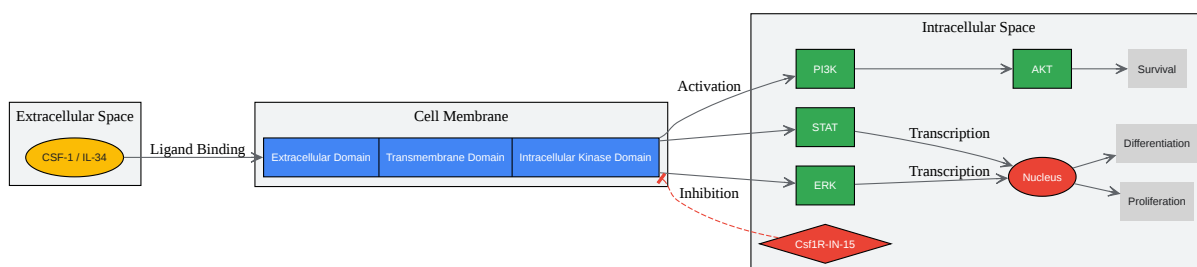 Extracellular Space
CSF-1 / IL-34
Ligand Binding
Cell Membrane
Extracellular Domain
Transmembrane Domain
Intracellular Kinase Domain
Activation
Inhibition
Intracellular Space
PI3K
AKT
Survival
STAT
Transcription
ERK
Transcription
Nucleus
Differentiation
Proliferation
Csf1R-IN-15